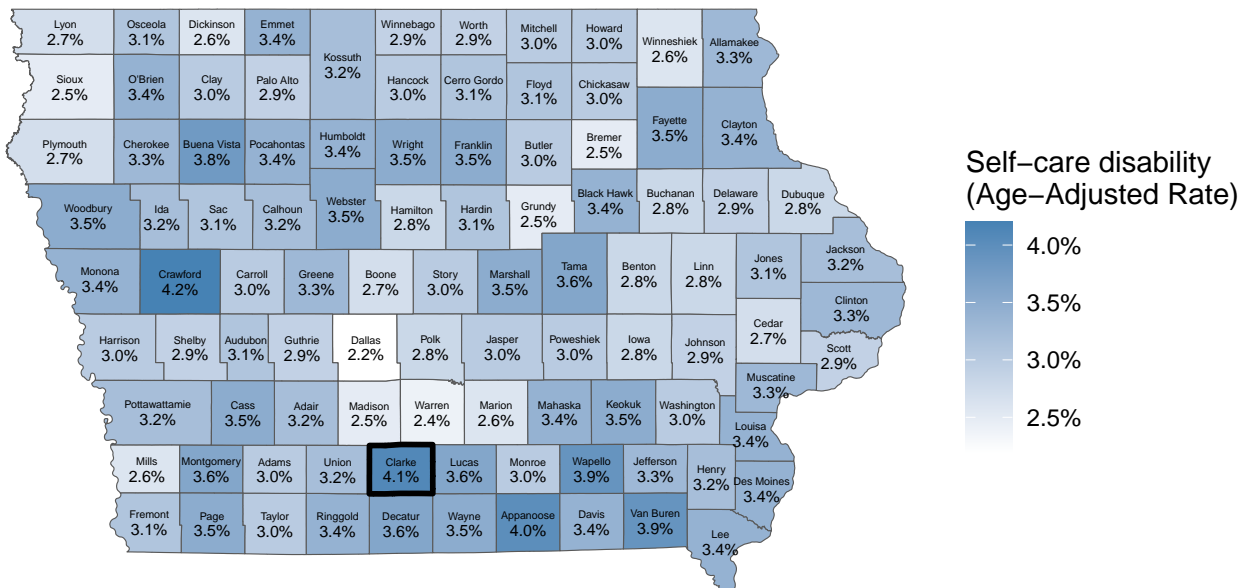 Lyon
2.7%
Osceola
3.1%
Dickinson
2.6%
Emmet
3.4%
Kossuth
3.2%
Winnebago
2.9%
Worth
2.9%
Mitchell
3.0%
Howard
3.0%
Winneshiek
2.6%
Allamakee
3.3%
Sioux
2.5%
O'Brien
3.4%
Clay
3.0%
Palo Alto
2.9%
Hancock
3.0%
Cerro Gordo
3.1%
Floyd
3.1%
Chickasaw
3.0%
Fayette
3.5%
Clayton
3.4%
Plymouth
2.7%
Cherokee
3.3%
Buena Vista
3.8%
Pocahontas
3.4%
Humboldt
3.4%
Wright
3.5%
Franklin
3.5%
Butler
3.0%
Bremer
2.5%
Woodbury
3.5%
Ida
3.2%
Sac
3.1%
Calhoun
3.2%
Webster
3.5%
Hamilton
2.8%
Hardin
3.1%
Grundy
2.5%
Black Hawk
3.4%
Buchanan
2.8%
Delaware
2.9%
Dubuque
2.8%
Monona
3.4%
Crawford
4.2%
Carroll
3.0%
Greene
3.3%
Boone
2.7%
Story
3.0%
Marshall
3.5%
Tama
3.6%
Benton
2.8%
Linn
2.8%
Jones
3.1%
Jackson
3.2%
Clinton
3.3%
Harrison
3.0%
Shelby
2.9%
Audubon
3.1%
Guthrie
2.9%
Dallas
2.2%
Polk
2.8%
Jasper
3.0%
Poweshiek
3.0%
Iowa
2.8%
Johnson
2.9%
Cedar
2.7%
Scott
2.9%
Muscatine
3.3%
Pottawattamie
3.2%
Cass
3.5%
Adair
3.2%
Madison
2.5%
Warren
2.4%
Marion
2.6%
Mahaska
3.4%
Keokuk
3.5%
Washington
3.0%
Louisa
3.4%
Mills
2.6%
Montgomery
3.6%
Adams
3.0%
Union
3.2%
Clarke
4.1%
Lucas
3.6%
Monroe
3.0%
Wapello
3.9%
Jefferson
3.3%
Henry
3.2%
Des Moines
3.4%
Fremont
3.1%
Page
3.5%
Taylor
3.0%
Ringgold
3.4%
Decatur
3.6%
Wayne
3.5%
Appanoose
4.0%
Davis
3.4%
Van Buren
3.9%
Lee
3.4%
Self−care disability
(Age−Adjusted Rate)
4.0%
3.5%
3.0%
2.5%